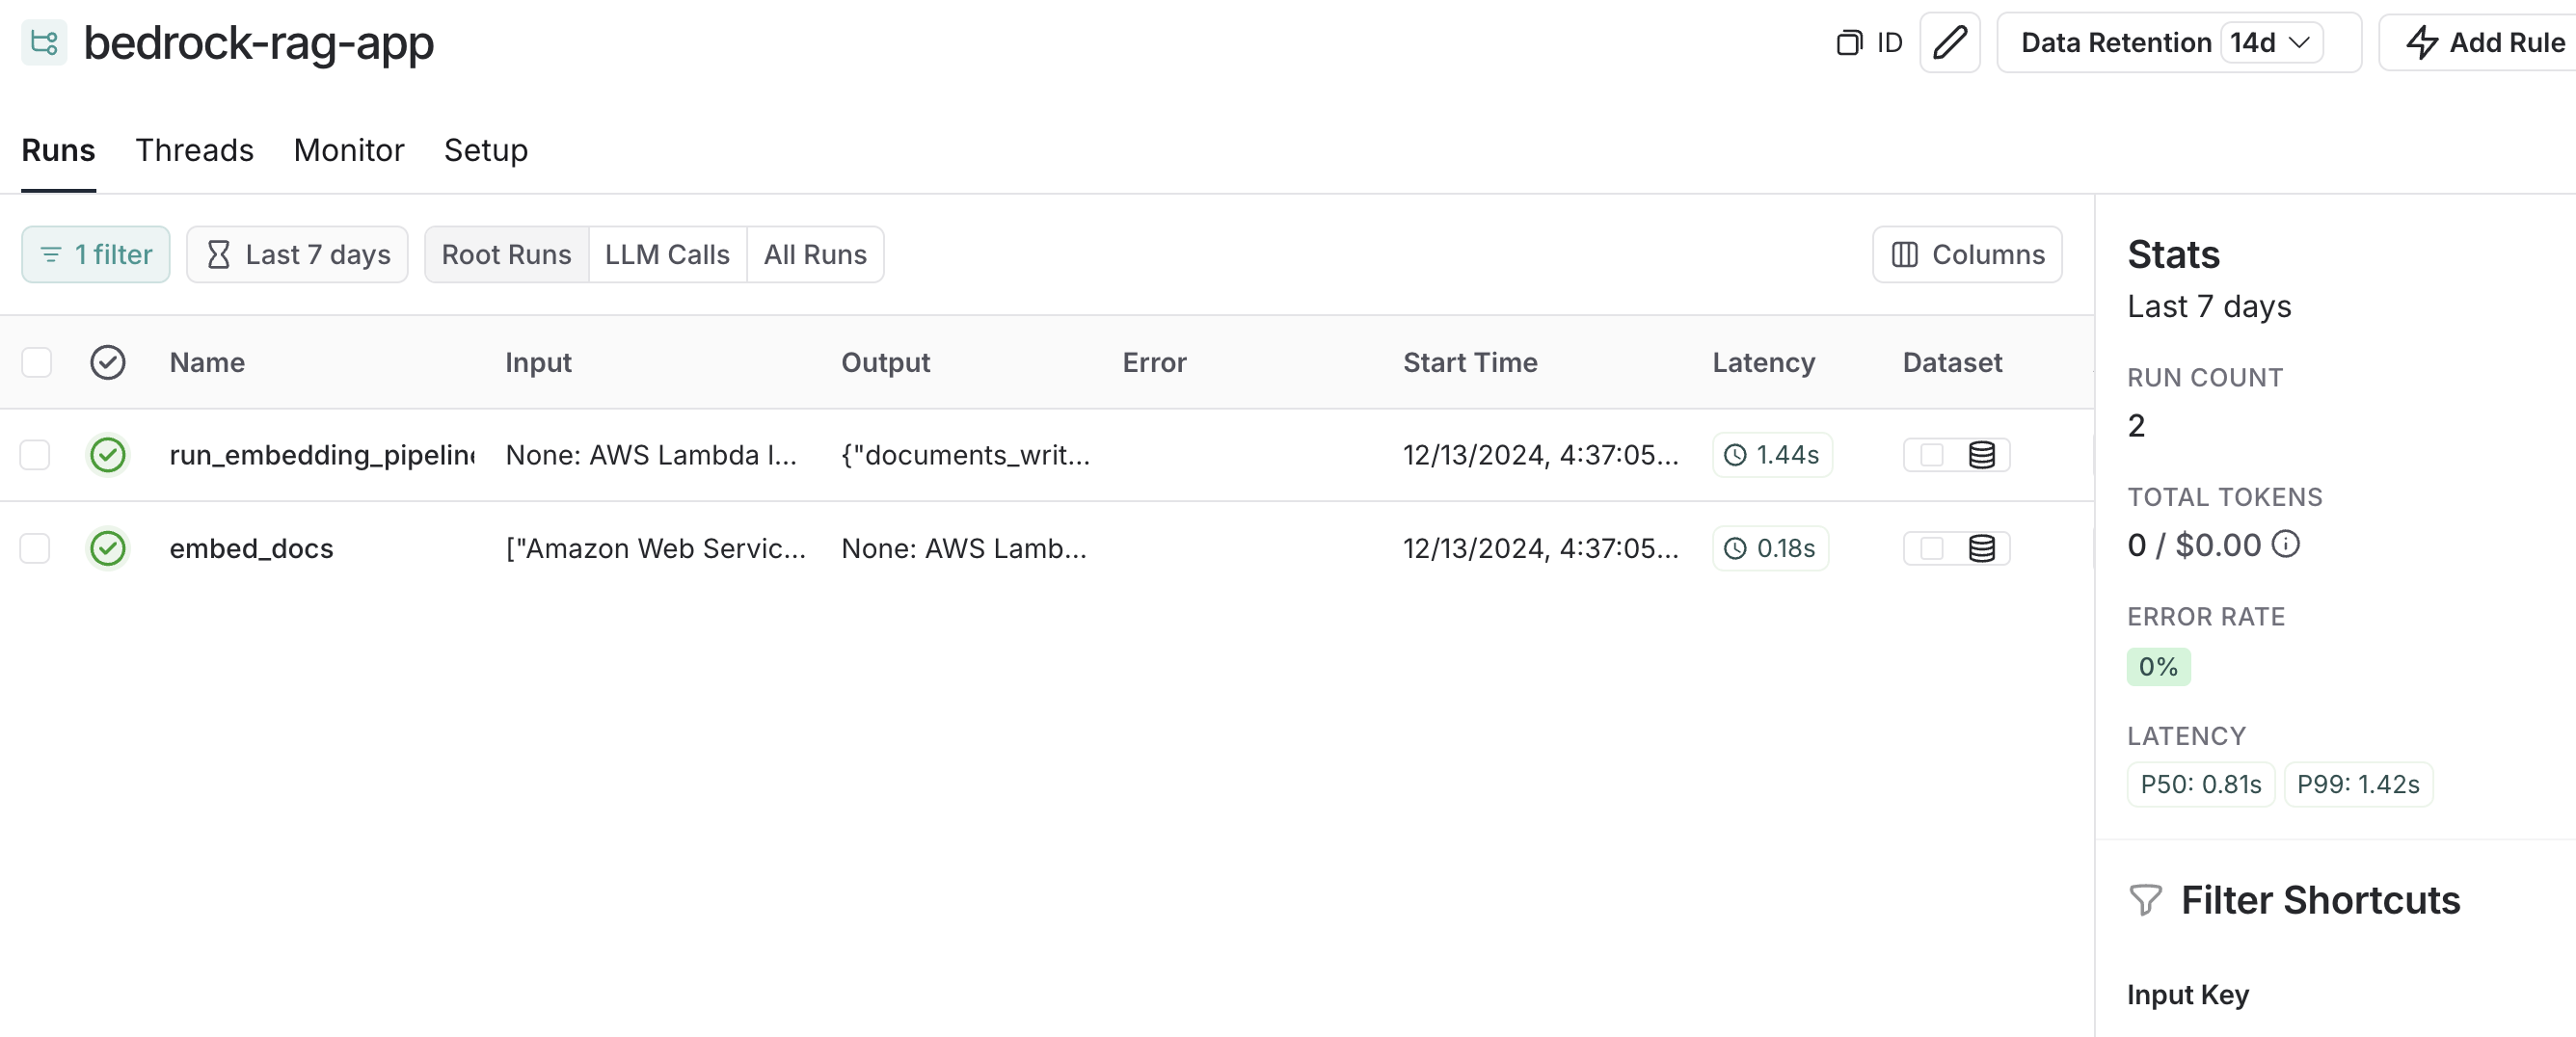 bedrock-rag-app
ID
Data Retention 14d
Add Rule
Runs Threads Monitor Setup
1 filter
Last 7 days
Root Runs LLM Calls All Runs
Columns
Name Input Output Error Start Time Latency Dataset
run_embedding_pipeline None: AWS Lambda I... {"documents_writ... 12/13/2024, 4:37:05... 1.44s
embed_docs ["Amazon Web Servic... None: AWS Lamb... 12/13/2024, 4:37:05... 0.18s
Stats
Last 7 days
RUN COUNT
2
TOTAL TOKENS
0 / $0.00
ERROR RATE
0%
LATENCY
P50: 0.81s P99: 1.42s
Filter Shortcuts
Input Key